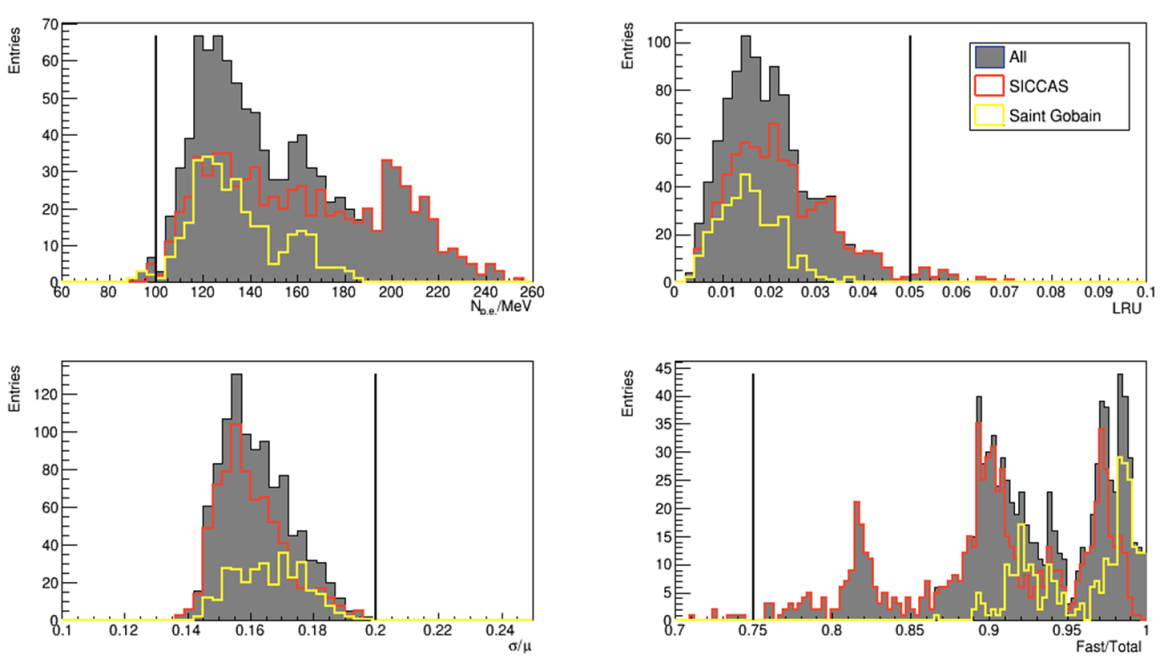 Entries
70
60
50
40
30
20
10
0
60 80 100 120 140 160 180 200 220 240 260
N p.e./MeV
Entries
100
80
60
40
20
0
0 0.01 0.02 0.03 0.04 0.05 0.06 0.07 0.08 0.09 0.1
LRU
All
SICCAS
Saint Gobain
Entries
120
100
80
60
40
20
0
0.1 0.12 0.14 0.16 0.18 0.2 0.22 0.24
σ/μ
Entries
45
40
35
30
25
20
15
10
5
0
0.7 0.75 0.8 0.85 0.9 0.95 1
Fast/Total